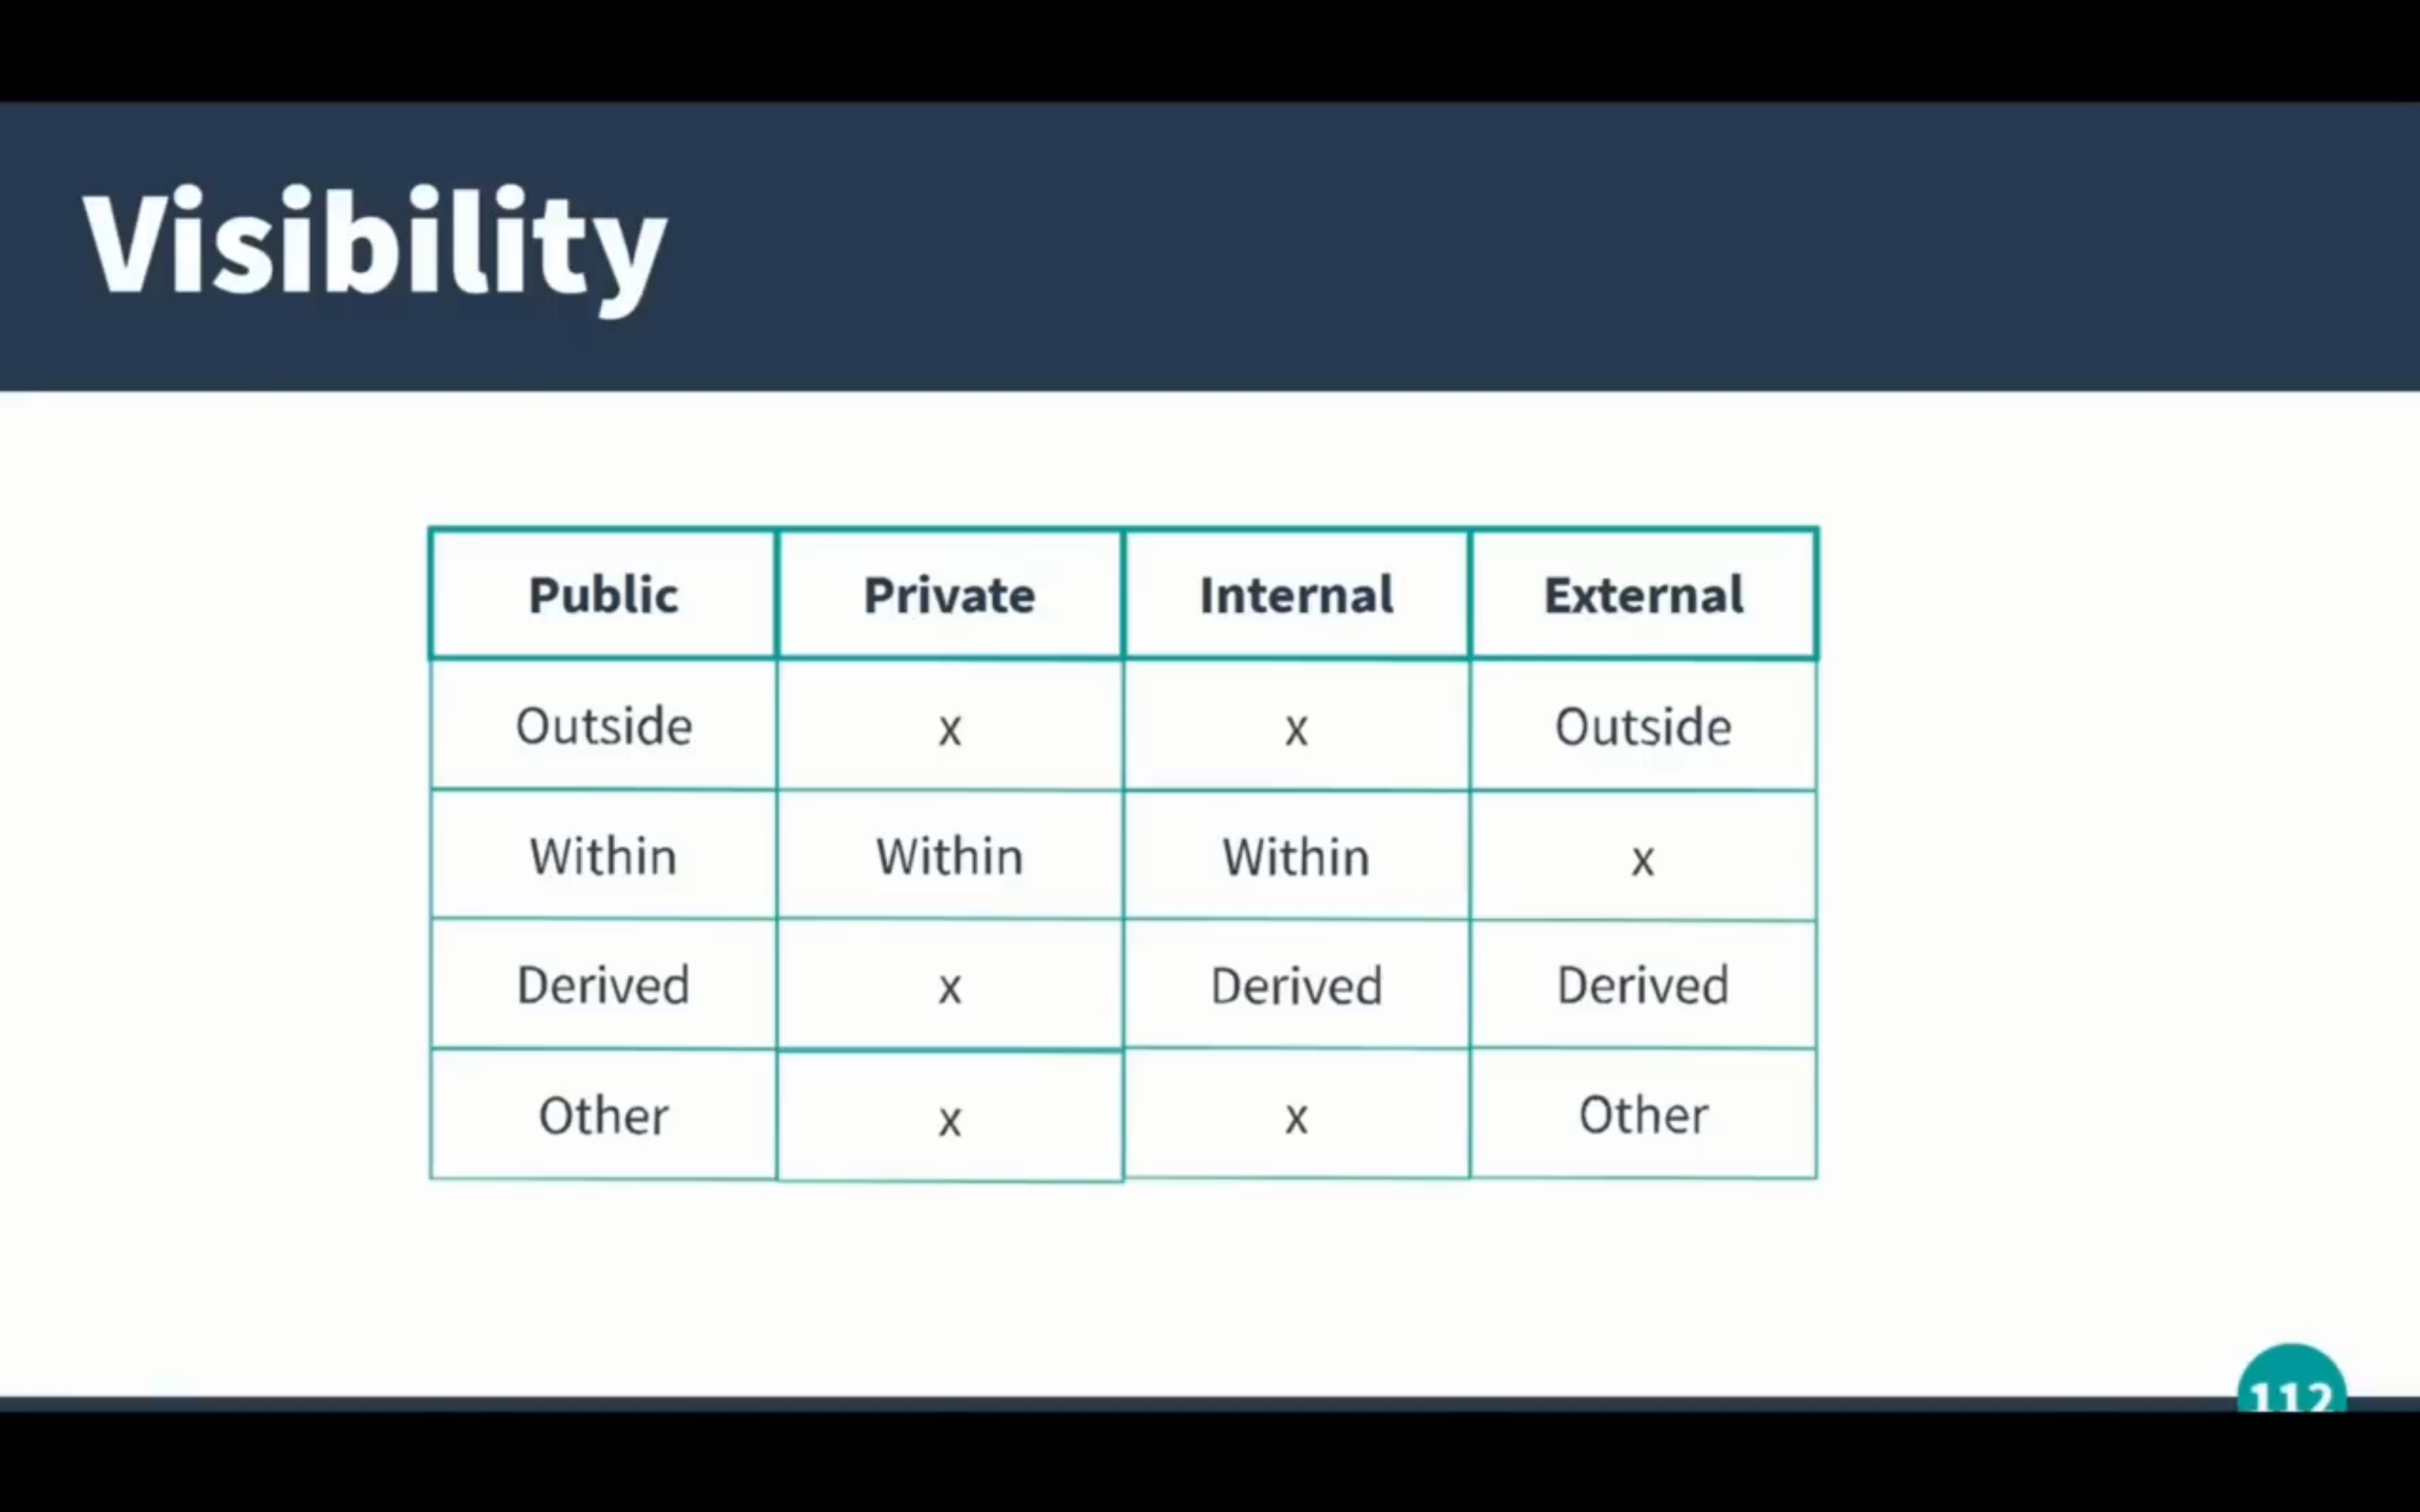 Visibility
Public Private Internal External
Outside x x Outside
Within Within Within x
Derived x Derived Derived
Other x x Other
112